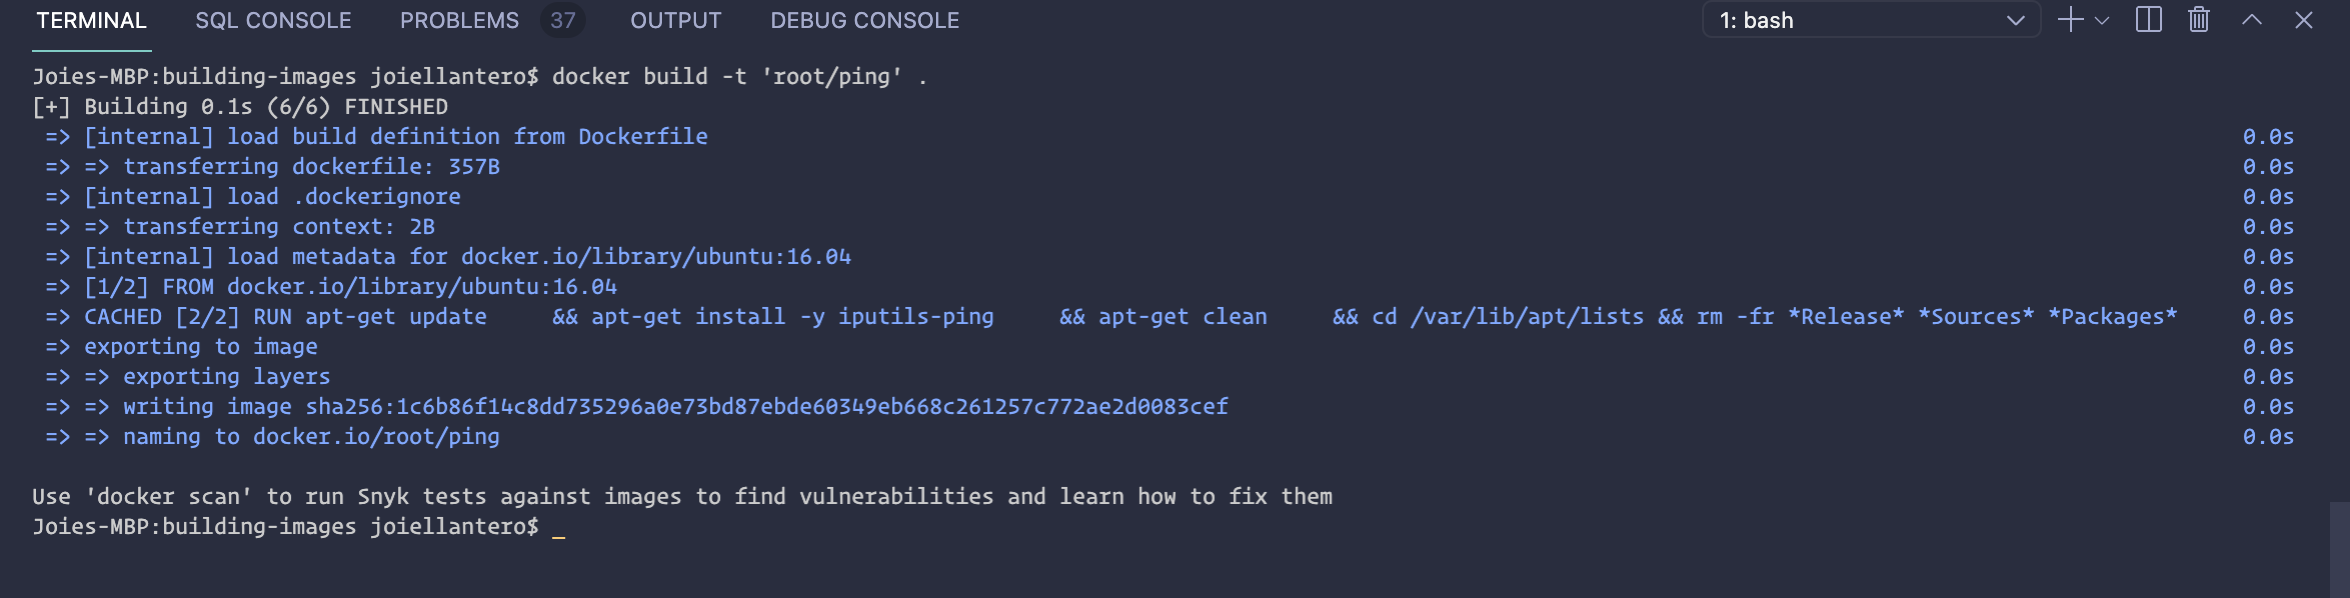 TERMINAL SQL CONSOLE PROBLEMS 37 OUTPUT DEBUG CONSOLE 1: bash
Joies-MBP:building-images joiellantero$ docker build -t 'root/ping' .
[+] Building 0.1s (6/6) FINISHED
=> [internal] load build definition from Dockerfile 0.0s
=> => transferring dockerfile: 357B 0.0s
=> [internal] load .dockerignore 0.0s
=> => transferring context: 2B 0.0s
=> [internal] load metadata for docker.io/library/ubuntu:16.04 0.0s
=> [1/2] FROM docker.io/library/ubuntu:16.04 0.0s
=> CACHED [2/2] RUN apt-get update     && apt-get install -y iputils-ping     && apt-get clean     && cd /var/lib/apt/lists && rm -fr *Release* *Sources* *Packages* 0.0s
=> exporting to image 0.0s
=> => exporting layers 0.0s
=> => writing image sha256:1c6b86f14c8dd735296a0e73bd87ebde60349eb668c261257c772ae2d0083cef 0.0s
=> => naming to docker.io/root/ping 0.0s
Use 'docker scan' to run Snyk tests against images to find vulnerabilities and learn how to fix them
Joies-MBP:building-images joiellantero$ _